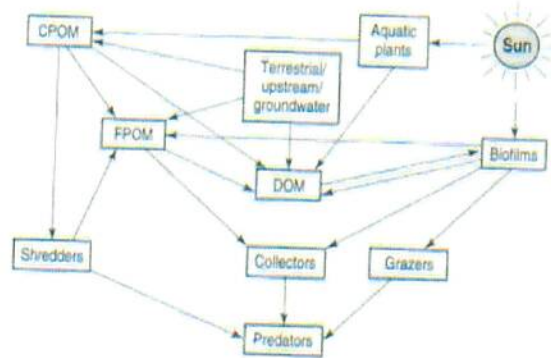 CPOM
Aquatic
plants
Sun
Terrestrial/
upstream/
groundwater
FPOM
Biofilms
DOM
Shredders
Collectors
Grazers
Predators